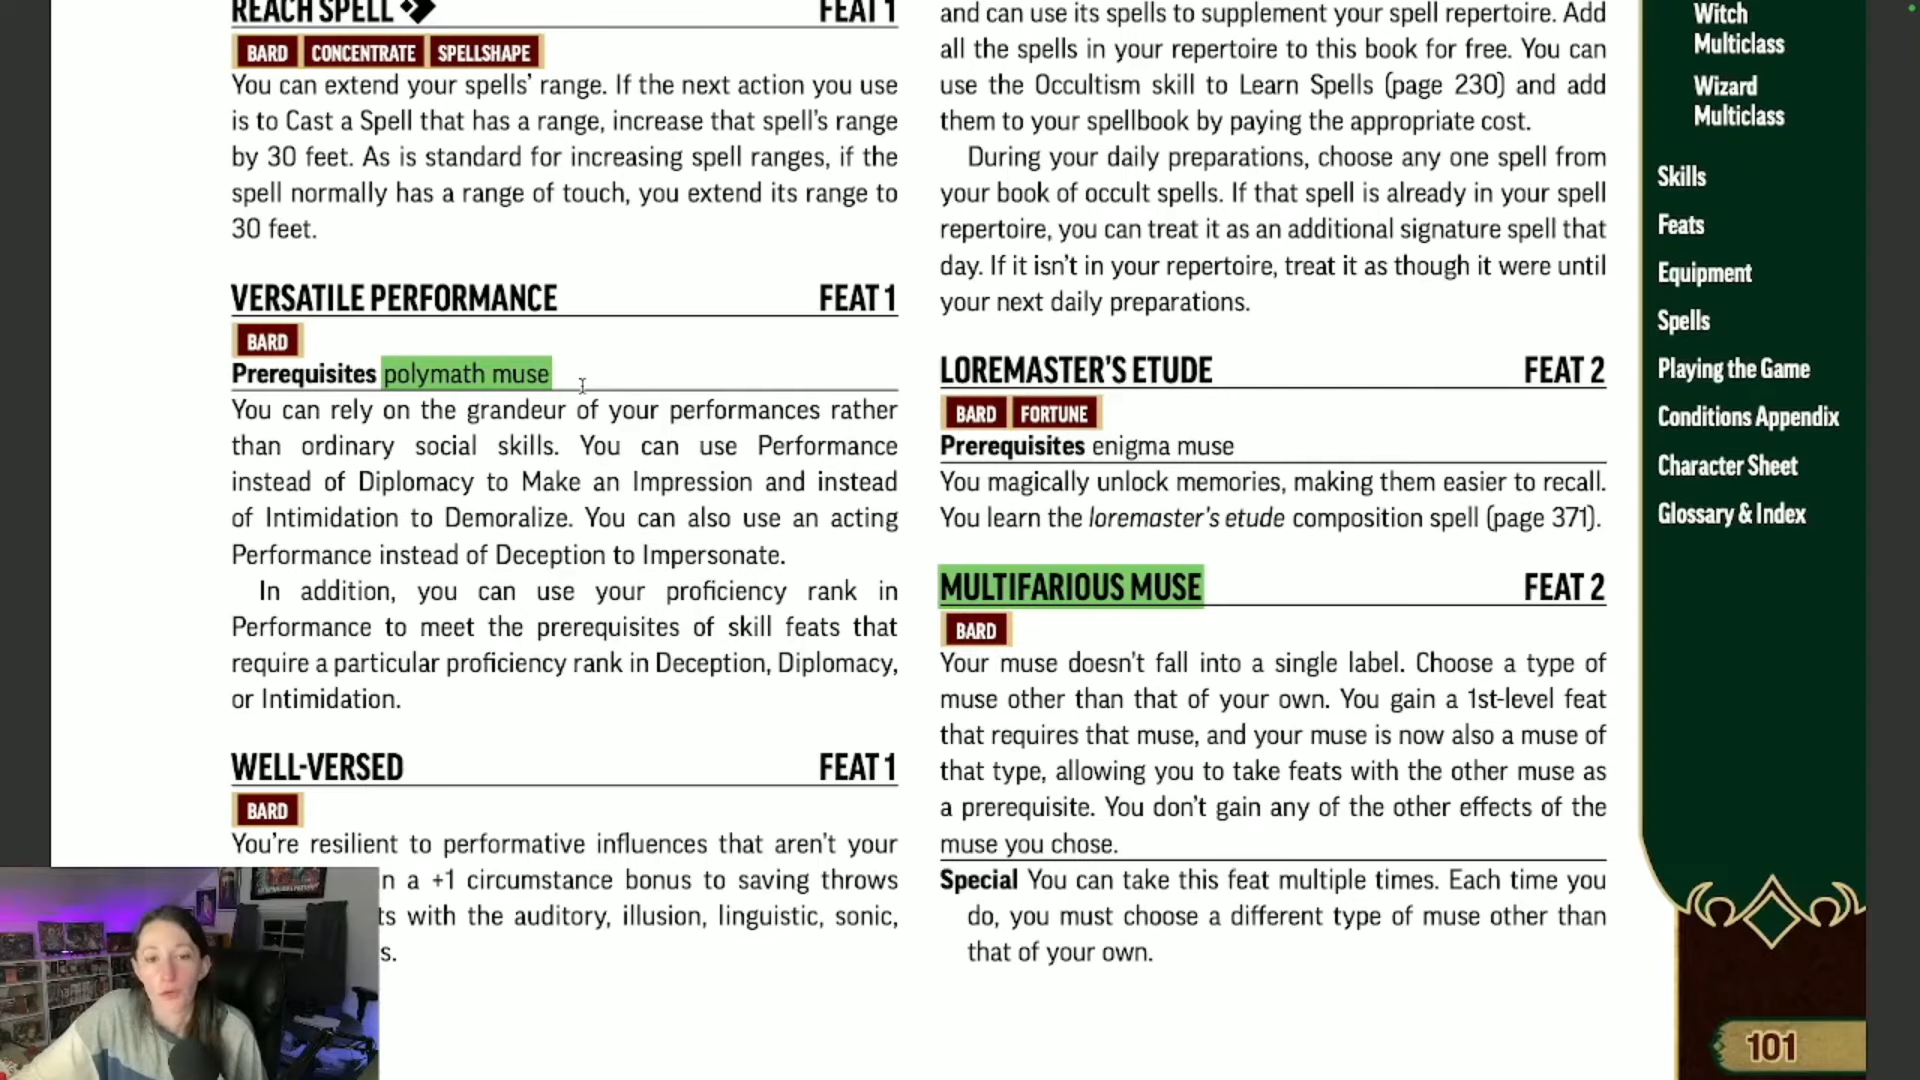 REACH SPELL FEAT 1
BARD CONCENTRATE SPELLSHAPE
You can extend your spells' range. If the next action you use
is to Cast a Spell that has a range, increase that spell's range
by 30 feet. As is standard for increasing spell ranges, if the
spell normally has a range of touch, you extend its range to
30 feet.
VERSATILE PERFORMANCE FEAT 1
BARD
Prerequisites polymath muse
You can rely on the grandeur of your performances rather
than ordinary social skills. You can use Performance
instead of Diplomacy to Make an Impression and instead
of Intimidation to Demoralize. You can also use an acting
Performance instead of Deception to Impersonate.
In addition, you can use your proficiency rank in
Performance to meet the prerequisites of skill feats that
require a particular proficiency rank in Deception, Diplomacy,
or Intimidation.
WELL-VERSED FEAT 1
BARD
You're resilient to performative influences that aren't your
n a +1 circumstance bonus to saving throws
ts with the auditory, illusion, linguistic, sonic,
s.
and can use its spells to supplement your spell repertoire. Add
all the spells in your repertoire to this book for free. You can
use the Occultism skill to Learn Spells (page 230) and add
them to your spellbook by paying the appropriate cost.
During your daily preparations, choose any one spell from
your book of occult spells. If that spell is already in your spell
repertoire, you can treat it as an additional signature spell that
day. If it isn't in your repertoire, treat it as though it were until
your next daily preparations.
LOREMASTER'S ETUDE FEAT 2
BARD FORTUNE
Prerequisites enigma muse
You magically unlock memories, making them easier to recall.
You learn the loremaster's etude composition spell (page 371).
MULTIFARIOUS MUSE FEAT 2
BARD
Your muse doesn't fall into a single label. Choose a type of
muse other than that of your own. You gain a 1st-level feat
that requires that muse, and your muse is now also a muse of
that type, allowing you to take feats with the other muse as
a prerequisite. You don't gain any of the other effects of the
muse you chose.
Special You can take this feat multiple times. Each time you
do, you must choose a different type of muse other than
that of your own.
Witch
Multiclass
Wizard
Multiclass
Skills
Feats
Equipment
Spells
Playing the Game
Conditions Appendix
Character Sheet
Glossary & Index
101